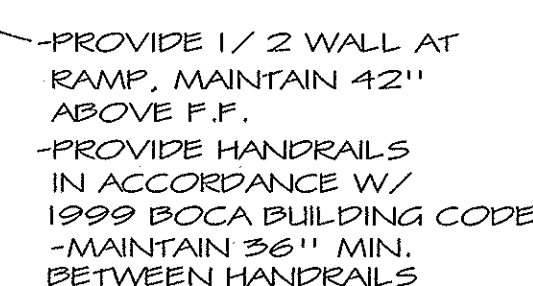 -PROVIDE 1/2 WALL AT
RAMP, MAINTAIN 42"
ABOVE F.F.
-PROVIDE HANDRAILS
IN ACCORDANCE W/
1999 BOCA BUILDING CODE
-MAINTAIN 36" MIN.
BETWEEN HANDRAILS